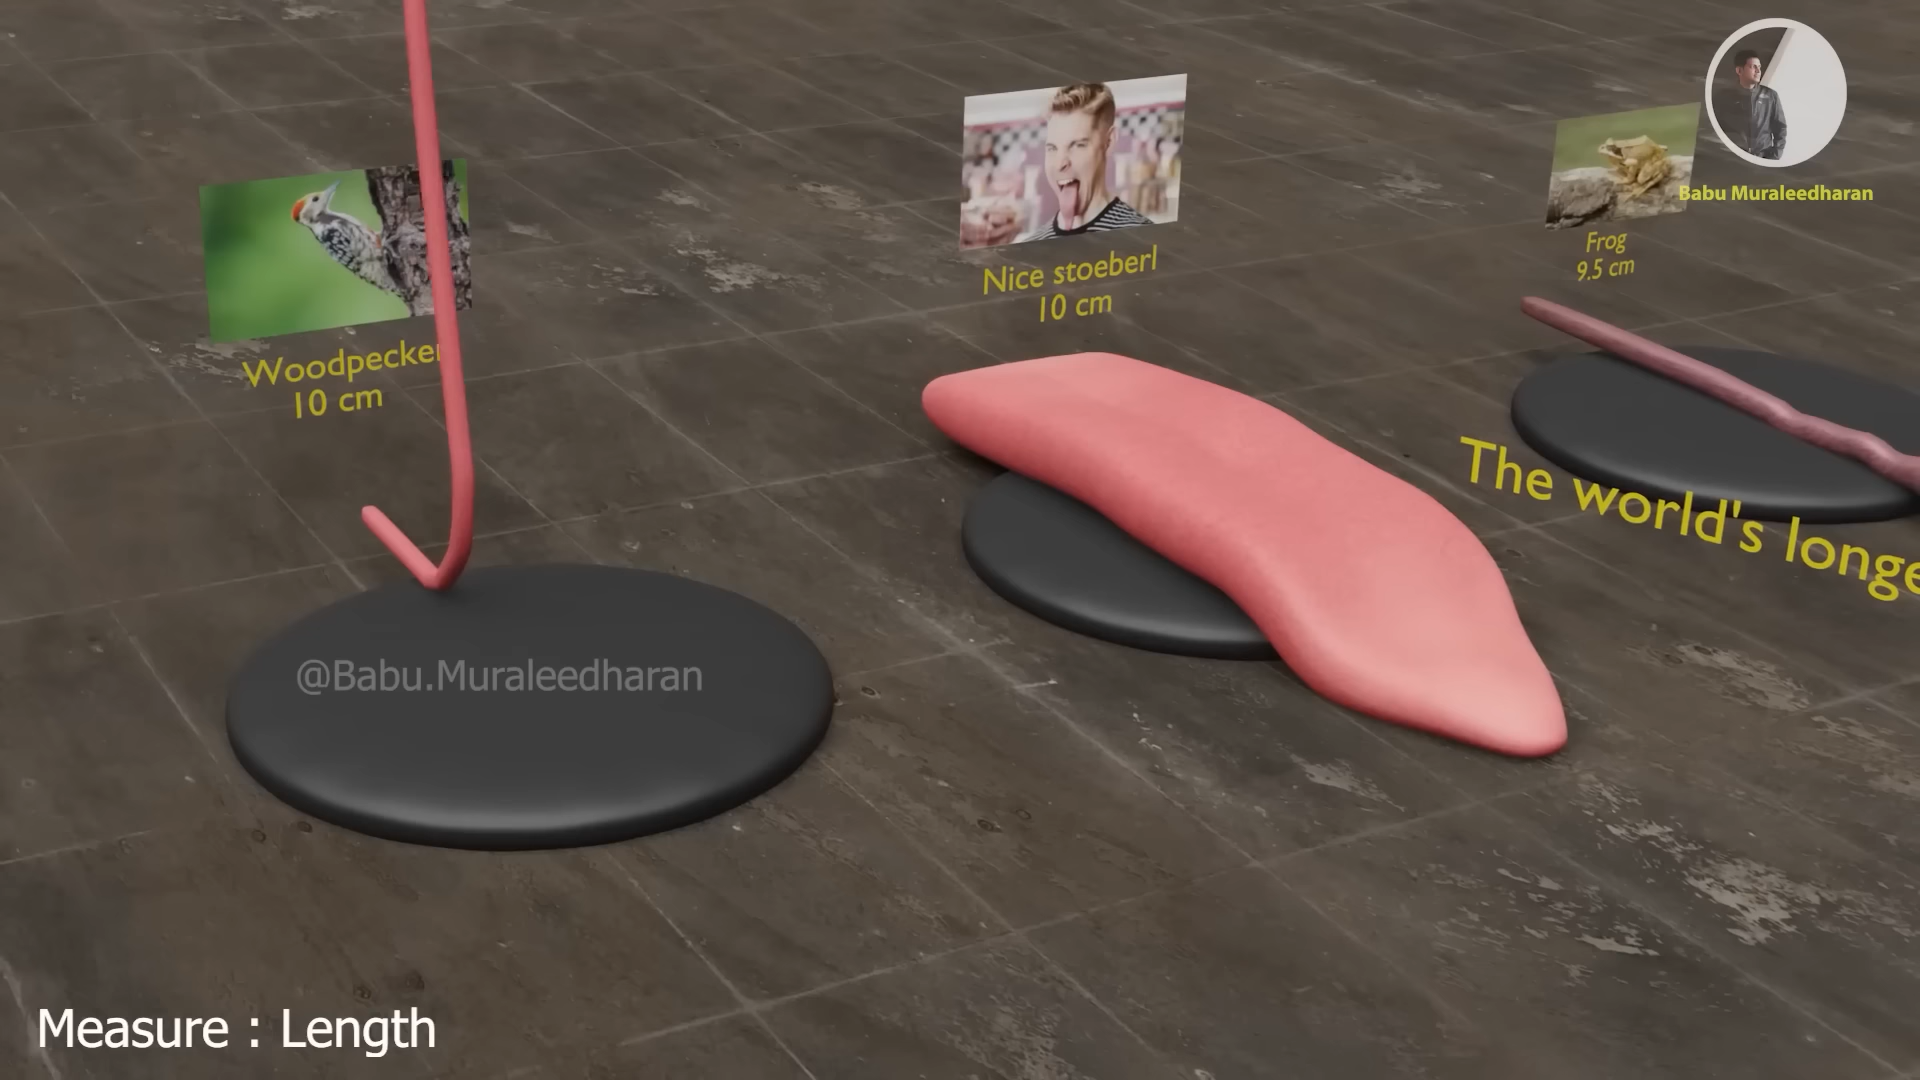 Babu Muraleedharan
Woodpecker
10 cm
Nice stoeberl
10 cm
Frog
9.5 cm
The world's longe
@Babu.Muraleedharan
Measure : Length